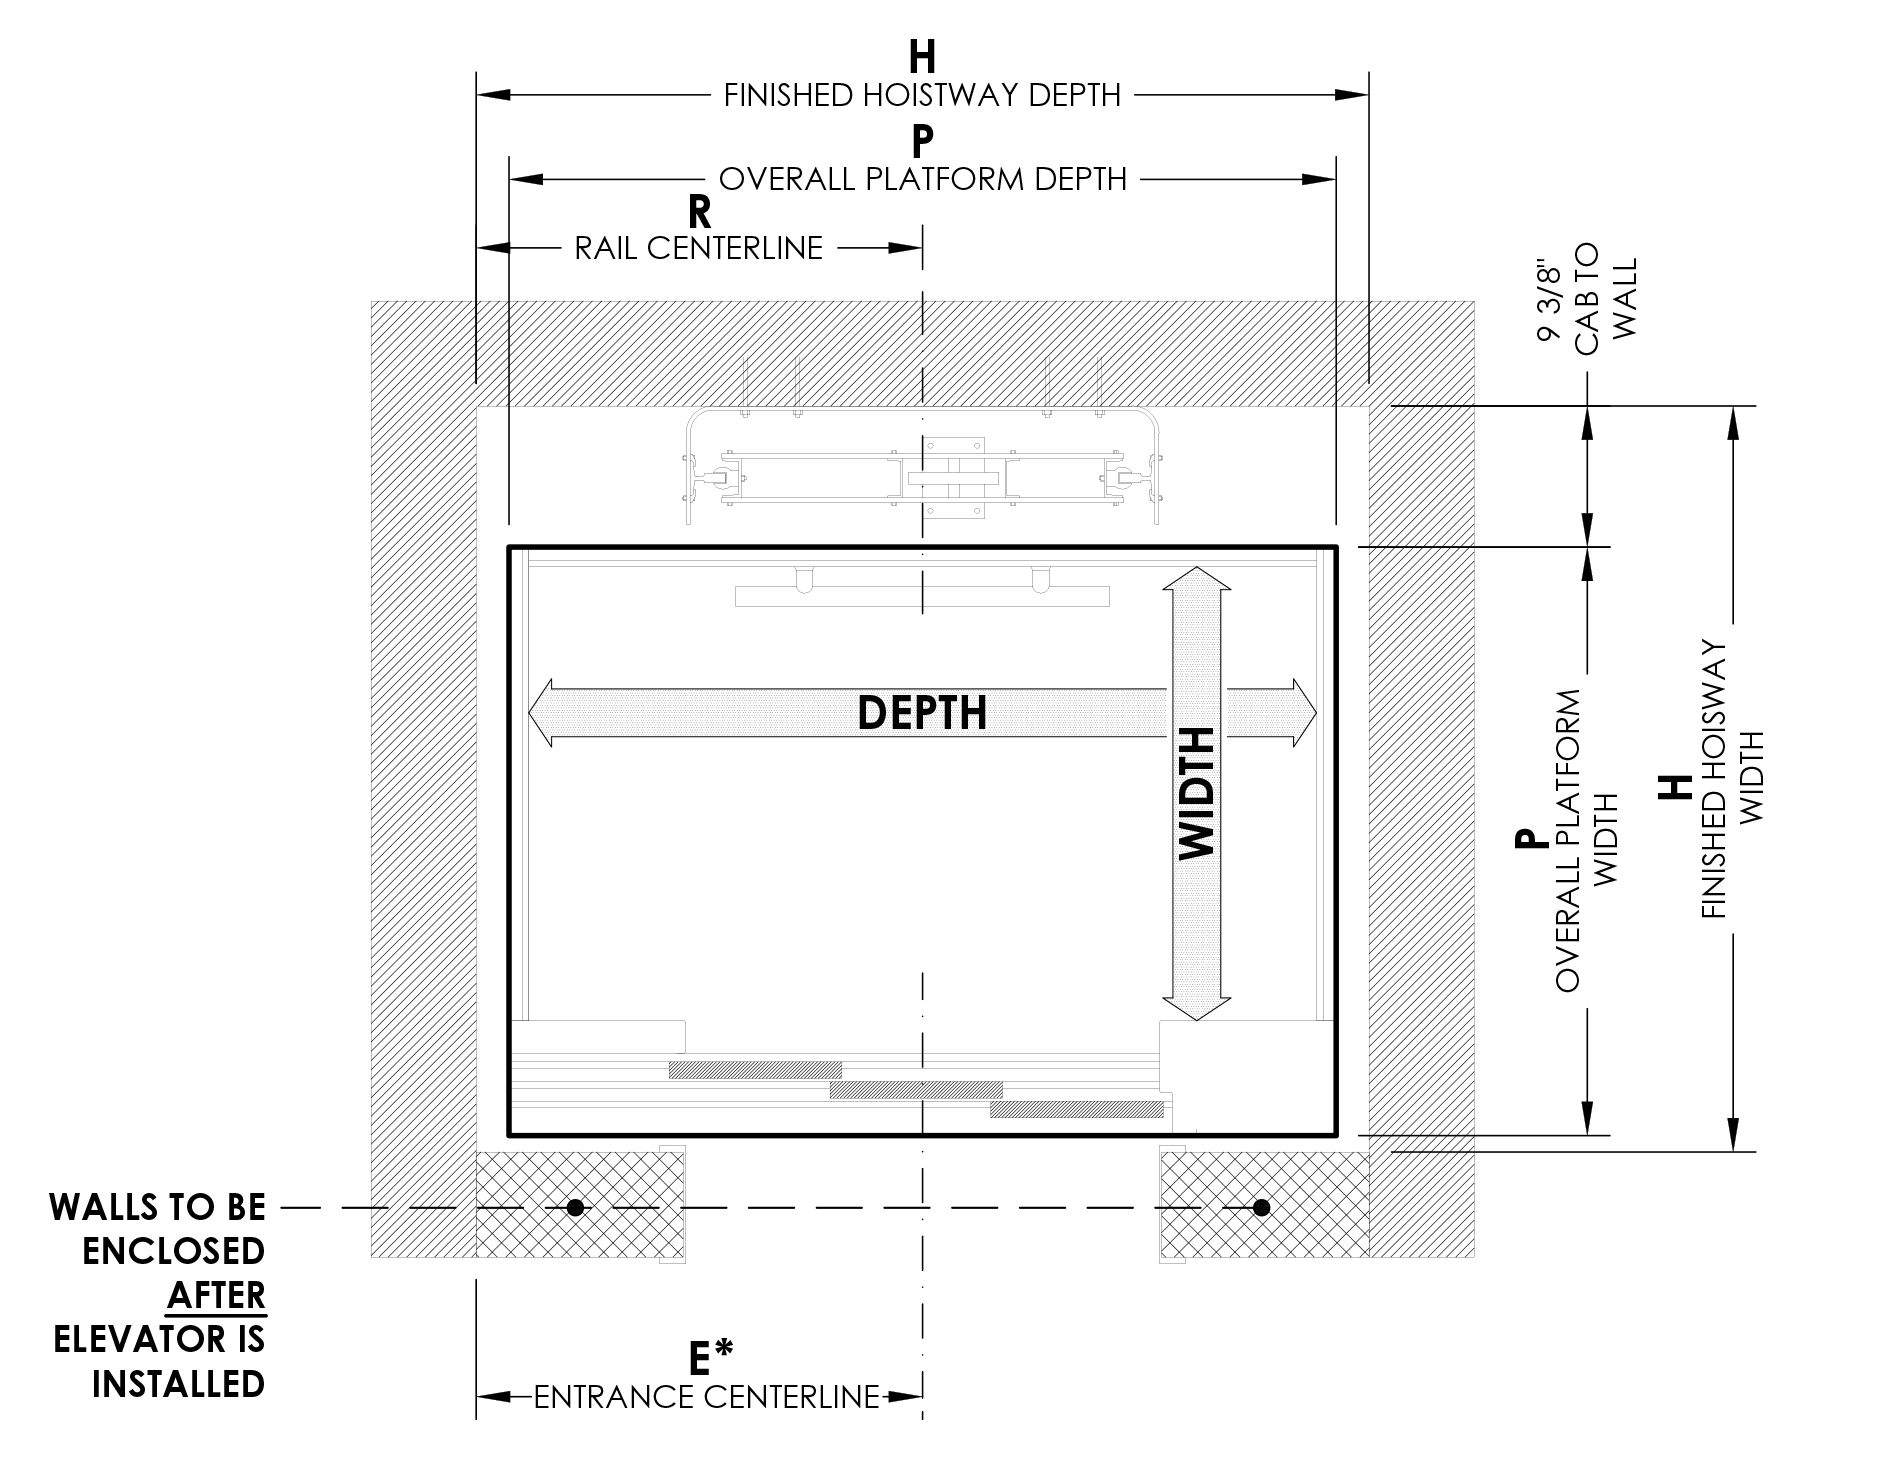 H
FINISHED HOISTWAY DEPTH
P
OVERALL PLATFORM DEPTH
R
RAIL CENTERLINE
9 3/8"
CAB TO
WALL
DEPTH
WIDTH
P
OVERALL PLATFORM
WIDTH
H
FINISHED HOISWAY
WIDTH
WALLS TO BE
ENCLOSED
AFTER
ELEVATOR IS
INSTALLED
E*
ENTRANCE CENTERLINE